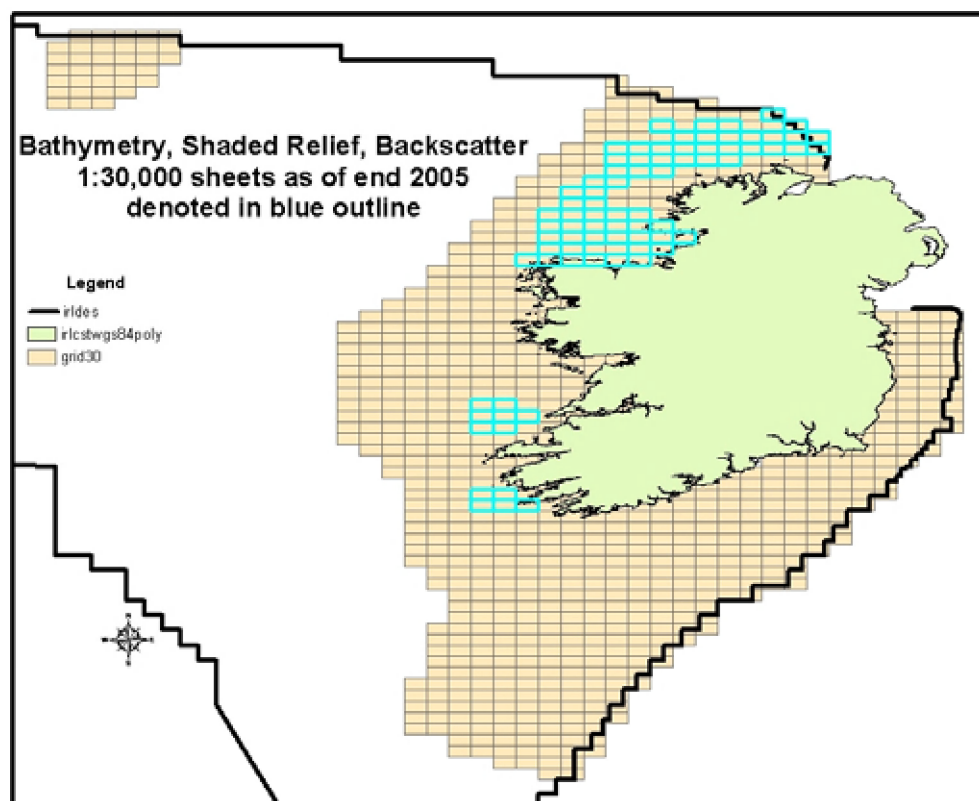 Bathymetry, Shaded Relief, Backscatter
1:30,000 sheets as of end 2005
denoted in blue outline
Legend
irldes
irlcstwgs84poly
grid30